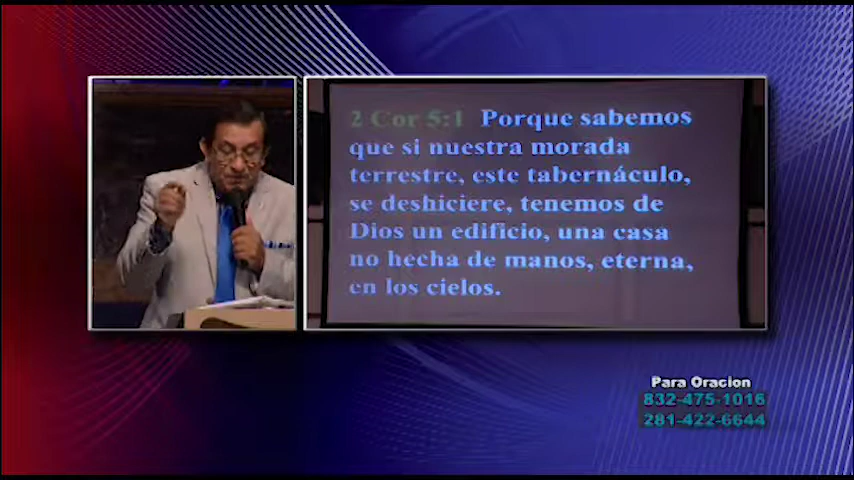 2 Cor 5:1 Porque sabemos
que si nuestra morada
terrestre, este tabernáculo,
se deshiciere, tenemos de
Dios un edificio, una casa
no hecha de manos, eterna,
en los cielos.
Para Oracion
832-475-1016
281-422-6644